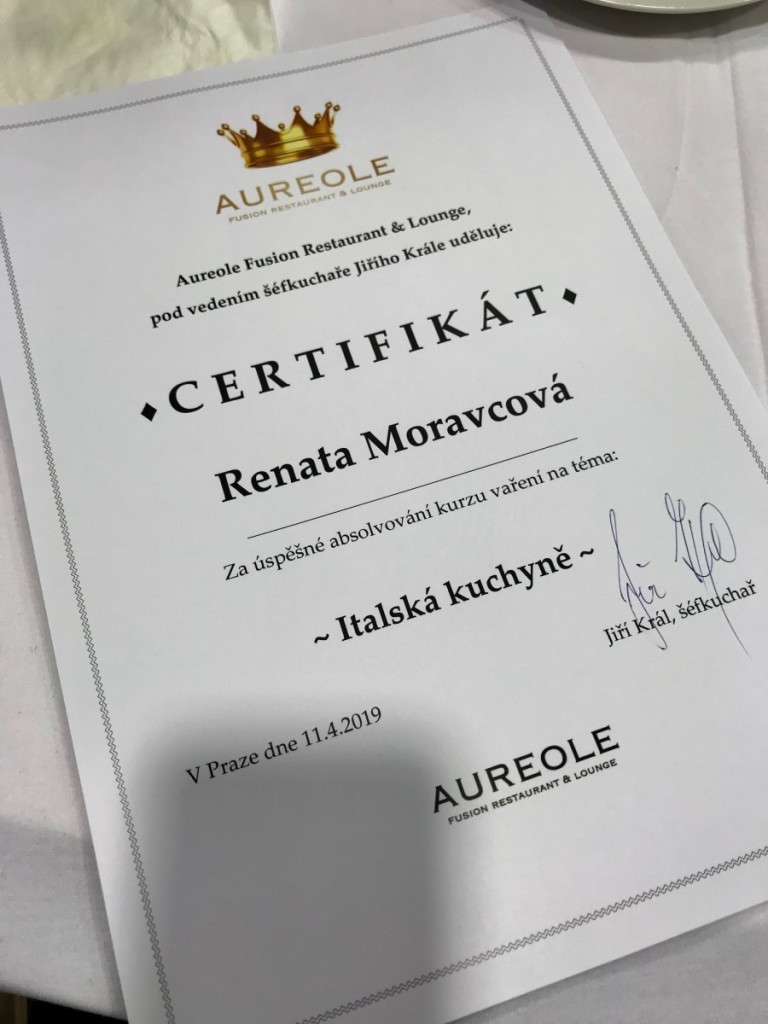 AUREOLE
FUSION RESTAURANT & LOUNGE
Aureole Fusion Restaurant & Lounge,
pod vedením šéfkuchaře Jiřího Krále uděluje:
CERTIFIKÁT
Renata Moravcová
Za úspěšné absolvování kurzu vaření na téma:
~ Italská kuchyně ~
Jiří Král, šéfkuchař
V Praze dne 11.4.2019
AUREOLE
FUSION RESTAURANT & LOUNGE